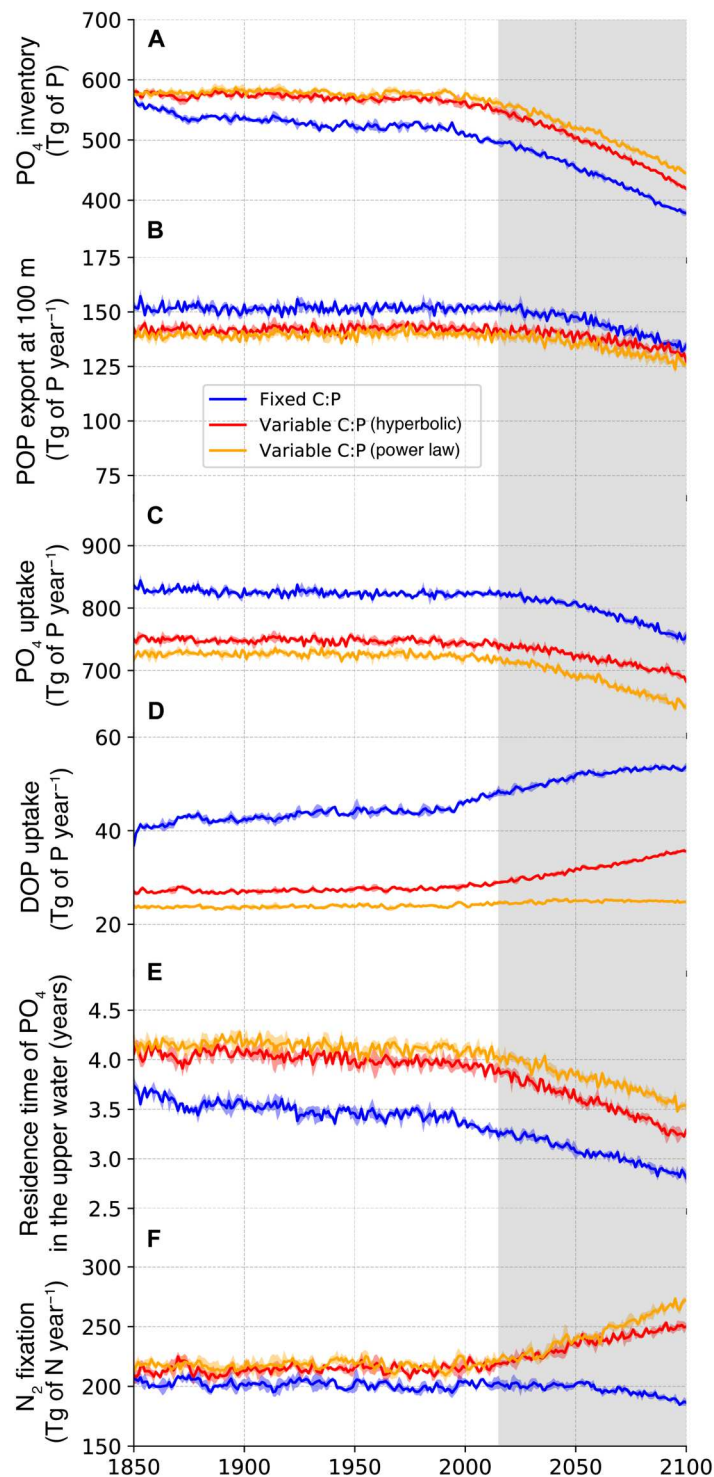 A
700
600
500
400
PO₄ inventory
(Tg of P)
B
175
150
125
100
75
POP export at 100 m
(Tg of P year⁻¹)
Fixed C:P
Variable C:P (hyperbolic)
Variable C:P (power law)
C
900
800
700
PO₄ uptake
(Tg of P year⁻¹)
D
60
40
20
DOP uptake
(Tg of P year⁻¹)
E
4.5
4.0
3.5
3.0
2.5
Residence time of PO₄
in the upper water (years)
F
300
250
200
150
N₂ fixation
(Tg of N year⁻¹)
1850 1900 1950 2000 2050 2100